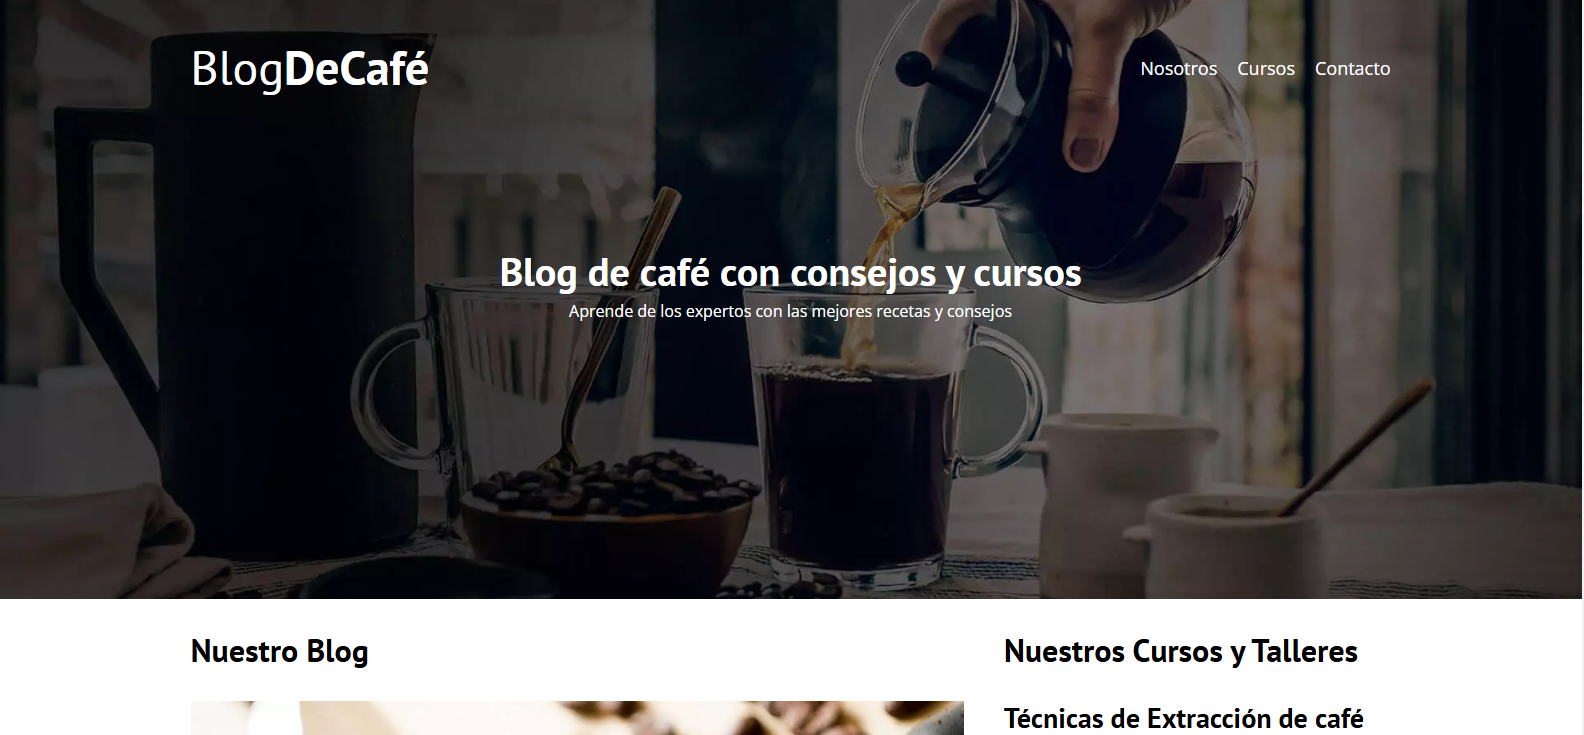 BlogDeCafé
Nosotros Cursos Contacto
Blog de café con consejos y cursos
Aprende de los expertos con las mejores recetas y consejos
Nuestro Blog
Nuestros Cursos y Talleres
Técnicas de Extracción de café